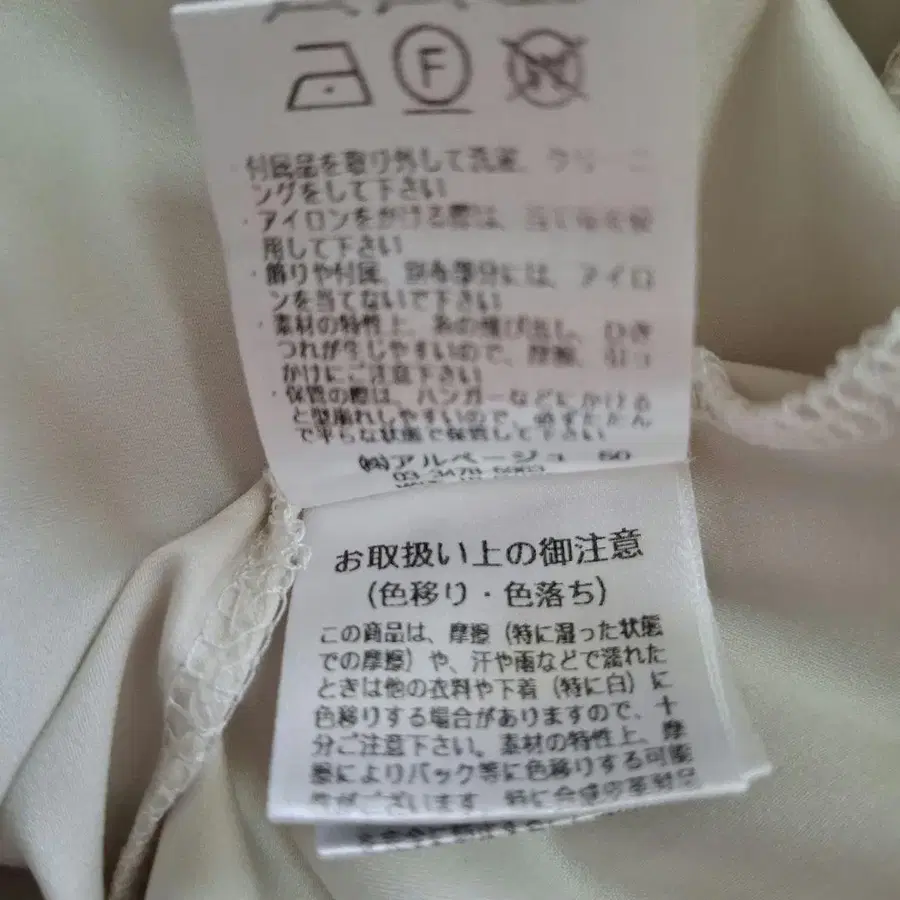 F
・付属品を取り外して洗濯、クリーニ
ングをして下さい
・アイロンをかける際は、当て布を使
用して下さい
・飾りや付属、別布部分には、アイロ
ンを当てないで下さい
・素材の特性上、糸の飛び出し、ひき
つれが生じやすいので、摩擦、引っ
かけにご注意下さい
・保管の際は、ハンガーなどにかける
と型崩れしやすいので、必ずたたん
で平らな状態で保管して下さい
㈱アルページュ 50
お取扱い上の御注意
(色移り・色落ち)
この商品は、摩擦(特に湿った状態
での摩擦)や、汗や雨などで濡れた
ときは他の衣料や下着(特に白)に
色移りする場合がありますので、十
分ご注意下さい。素材の特性上、摩
擦によりバック等に色移りする可能
性がございます。特に合成の革製品